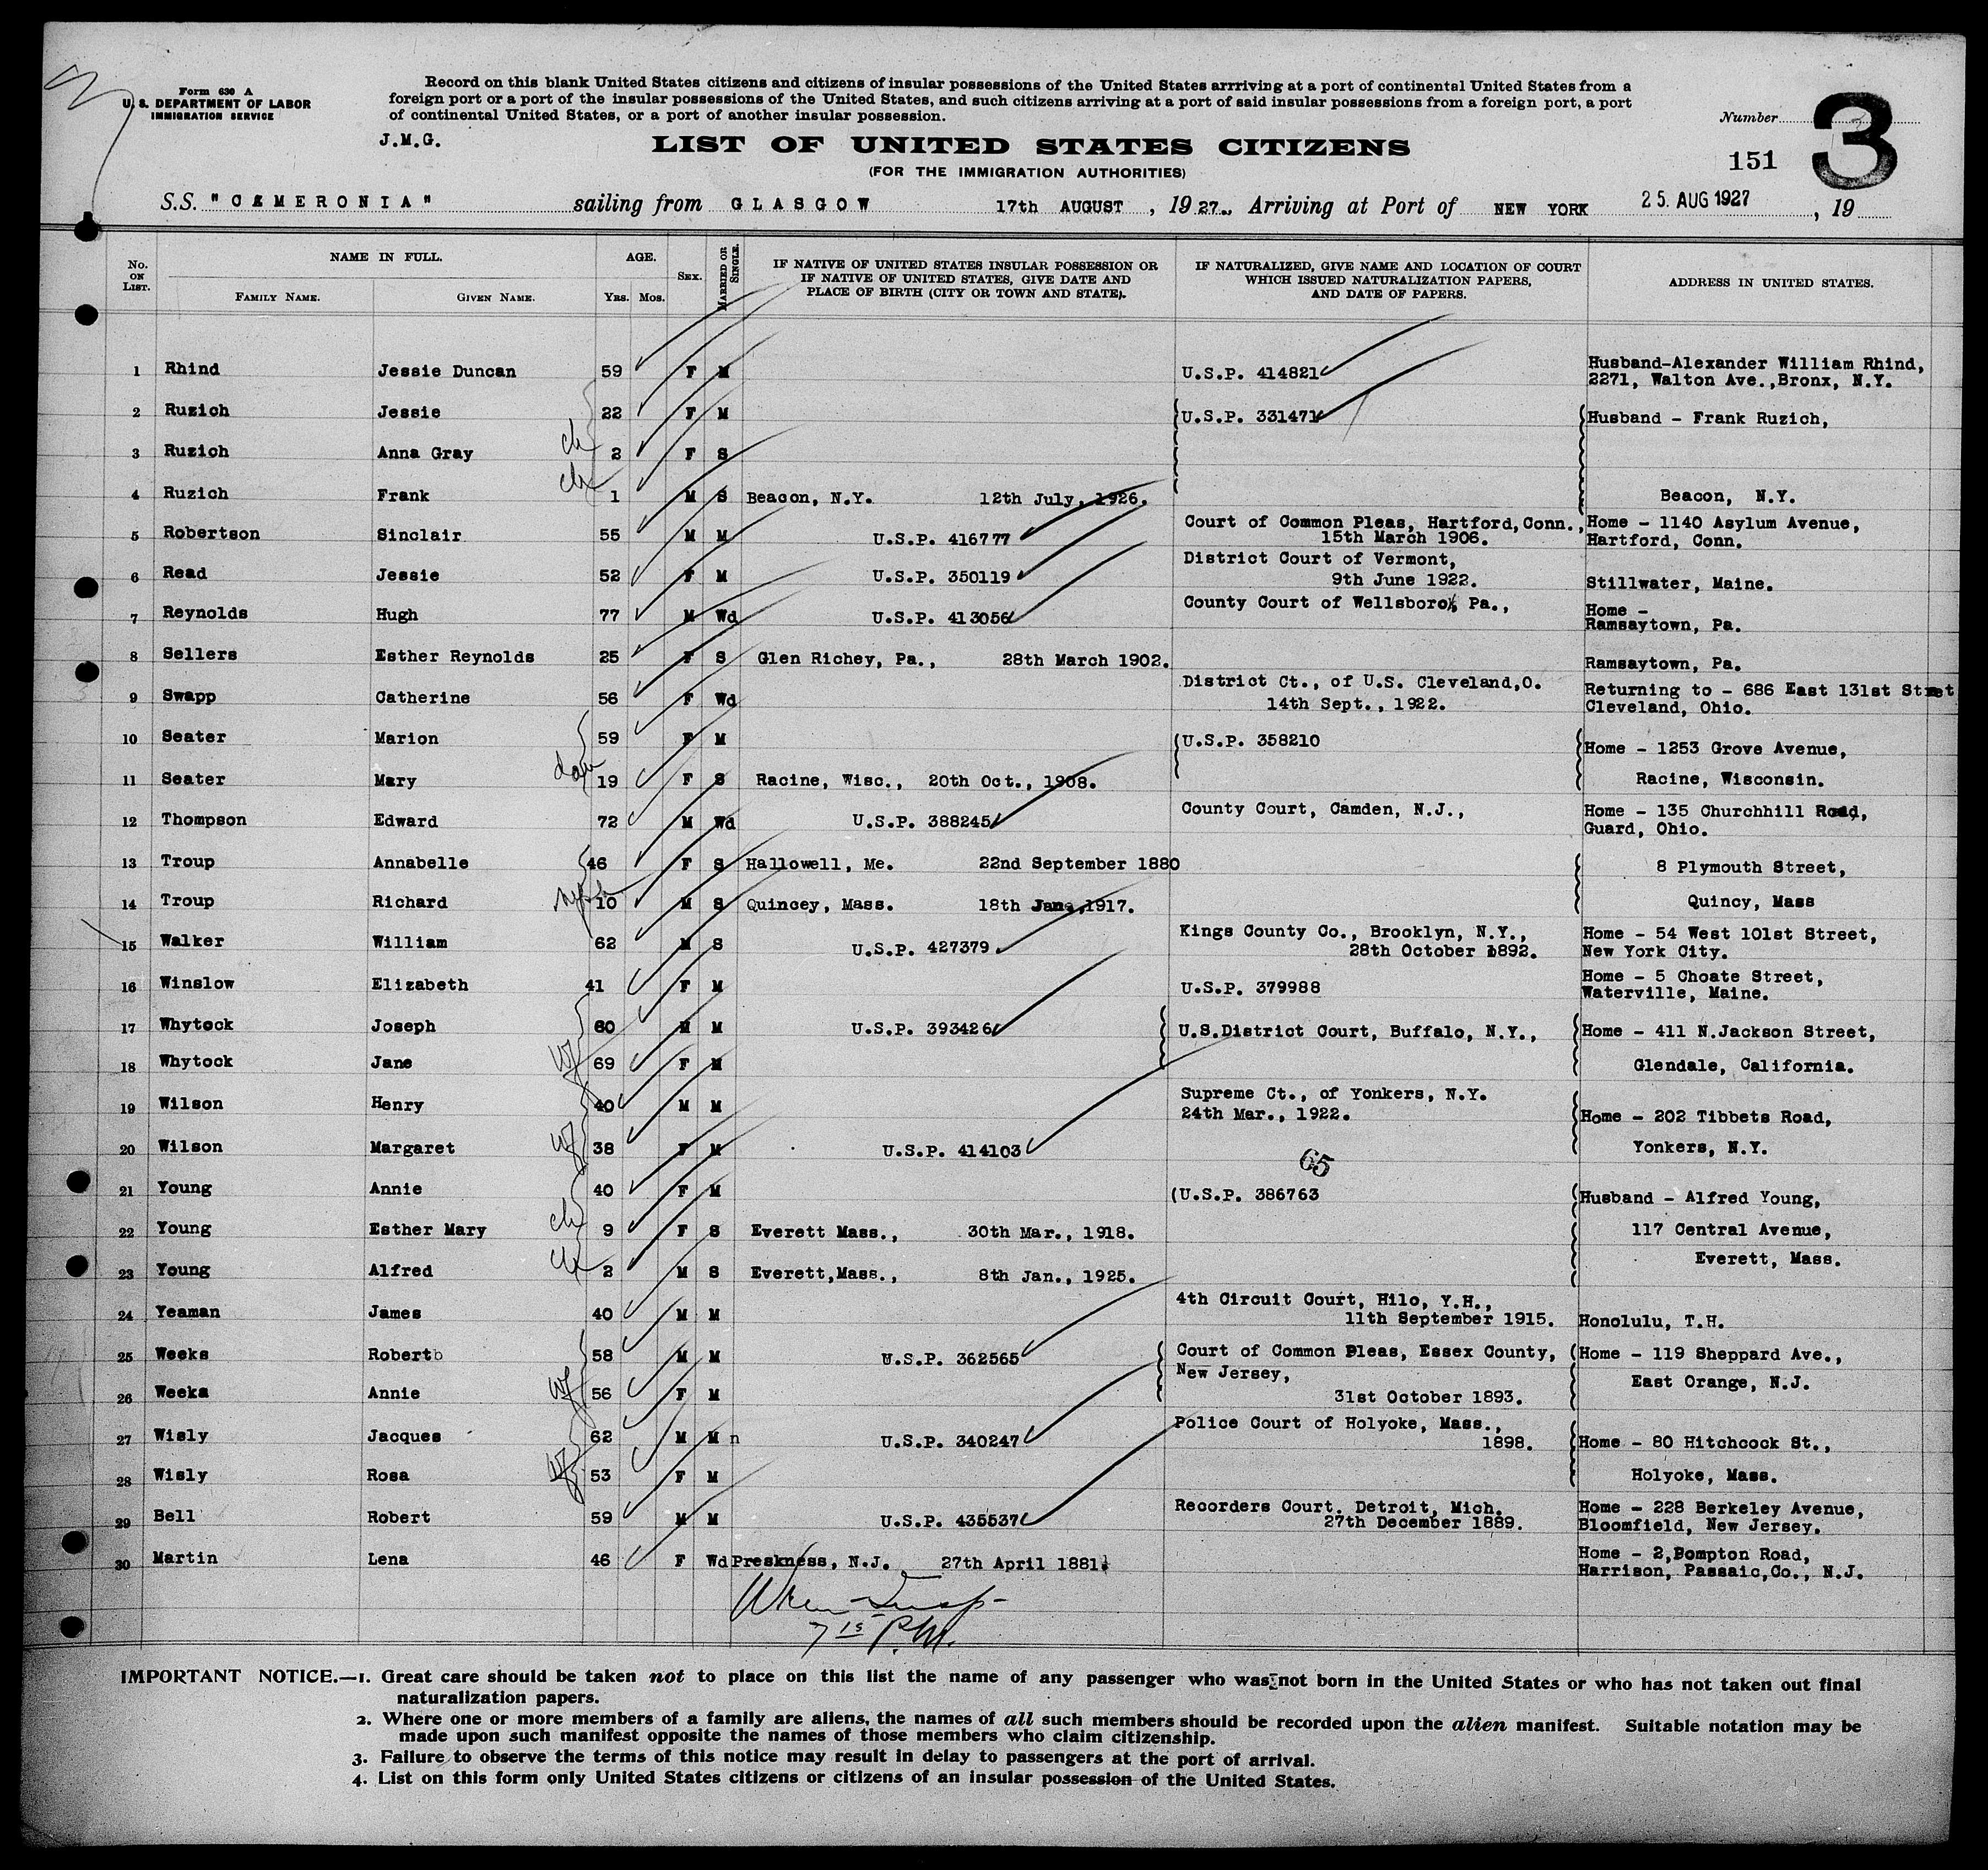 Form 630 A
U. S. DEPARTMENT OF LABOR
IMMIGRATION SERVICE
Record on this blank United States citizens and citizens of insular possessions of the United States arrriving at a port of continental United States from a
foreign port or a port of the insular possessions of the United States, and such citizens arriving at a port of said insular possessions from a foreign port, a port
of continental United States, or a port of another insular possession.
J.M.G.
Number
3
151
LIST OF UNITED STATES CITIZENS
(FOR THE IMMIGRATION AUTHORITIES)
S.S. "CAMERONIA" sailing from GLASGOW 17th AUGUST, 1927., Arriving at Port of NEW YORK 25. AUG 1927, 19
No. ON LIST.
NAME IN FULL.
FAMILY NAME. GIVEN NAME.
AGE.
Yrs. Mos.
SEX.
MARRIED OR SINGLE.
IF NATIVE OF UNITED STATES INSULAR POSSESSION OR
IF NATIVE OF UNITED STATES, GIVE DATE AND
PLACE OF BIRTH (CITY OR TOWN AND STATE).
IF NATURALIZED, GIVE NAME AND LOCATION OF COURT
WHICH ISSUED NATURALIZATION PAPERS,
AND DATE OF PAPERS.
ADDRESS IN UNITED STATES.
1 Rhind Jessie Duncan 59 F M U.S.P. 414821 Husband-Alexander William Rhind,
2271, Walton Ave.,Bronx, N.Y.
2 Ruzich Jessie 22 F M U.S.P. 331471 Husband - Frank Ruzich,
3 Ruzich Anna Gray ch 2 F S
4 Ruzich Frank ch 1 M S Beacon, N.Y. 12th July, 1926. Beacon, N.Y.
5 Robertson Sinclair 55 M M U.S.P. 416777 Court of Common Pleas, Hartford,Conn., Home - 1140 Asylum Avenue,
15th March 1906. Hartford, Conn.
6 Read Jessie 52 F M U.S.P. 350119 District Court of Vermont,
9th June 1922. Stillwater, Maine.
7 Reynolds Hugh 77 M Wd U.S.P. 413056 County Court of Wellsboro, Pa., Home -
Ramsaytown, Pa.
8 Sellers Esther Reynolds 25 F S Glen Richey, Pa., 28th March 1902. Ramsaytown, Pa.
9 Swapp Catherine 56 F Wd District Ct., of U.S. Cleveland,O. Returning to - 686 East 131st Street
14th Sept., 1922. Cleveland, Ohio.
10 Seater Marion 59 F M U.S.P. 358210 Home - 1253 Grove Avenue,
11 Seater Mary dau 19 F S Racine, Wisc., 20th Oct., 1908. Racine, Wisconsin.
12 Thompson Edward 72 M Wd U.S.P. 388245 County Court, Camden, N.J., Home - 135 Churchhill Road,
Guard, Ohio.
13 Troup Annabelle 46 F S Hallowell, Me. 22nd September 1880 8 Plymouth Street,
14 Troup Richard 10 M S Quincey, Mass. 18th 1917. Quincy, Mass
15 Walker William 62 M S U.S.P. 427379 Kings County Co., Brooklyn, N.Y., Home - 54 West 101st Street,
28th October 1892. New York City.
16 Winslow Elizabeth 41 F M U.S.P. 379988 Home - 5 Choate Street,
Waterville, Maine.
17 Whytock Joseph 60 M M U.S.P. 393426 U.S.District Court, Buffalo, N.Y., Home - 411 N.Jackson Street,
18 Whytock Jane wf 69 F M Glendale, California.
19 Wilson Henry 40 M M Supreme Ct., of Yonkers, N.Y.
24th Mar., 1922. Home - 202 Tibbets Road,
20 Wilson Margaret wf 38 F M U.S.P. 414103 Yonkers, N.Y.
65
21 Young Annie 40 F M (U.S.P. 386763 Husband - Alfred Young,
22 Young Esther Mary ch 9 F S Everett Mass., 30th Mar., 1918. 117 Central Avenue,
23 Young Alfred ch 2 M S Everett,Mass., 8th Jan., 1925. Everett, Mass.
24 Yeaman James 40 M M 4th Circuit Court, Hilo, Y.H.,
11th September 1915. Honolulu, T.H.
25 Weeks Robertb 58 M M U.S.P. 362565 Court of Common Pleas, Essex County, Home - 119 Sheppard Ave.,
New Jersey,
26 Weeka Annie wf 56 F M 31st October 1893. East Orange, N.J.
27 Wisly Jacques 62 M M n U.S.P. 340247 Police Court of Holyoke, Mass.,
1898. Home - 80 Hitchcock St.,
28 Wisly Rosa wf 53 F M Holyoke, Mass.
29 Bell Robert 59 M M U.S.P. 435537 Recorders Court, Detroit, Mich. Home - 228 Berkeley Avenue,
27th December 1889. Bloomfield, New Jersey.
30 Martin Lena 46 F Wd Preskness, N.J. 27th April 1881. Home - 2,Pompton Road,
Harrison, Passaic,Co., N.J.
7 15 P.M.
IMPORTANT NOTICE.—1. Great care should be taken not to place on this list the name of any passenger who was not born in the United States or who has not taken out final
naturalization papers.
2. Where one or more members of a family are aliens, the names of all such members should be recorded upon the alien manifest. Suitable notation may be
made upon such manifest opposite the names of those members who claim citizenship.
3. Failure to observe the terms of this notice may result in delay to passengers at the port of arrival.
4. List on this form only United States citizens or citizens of an insular possession of the United States.